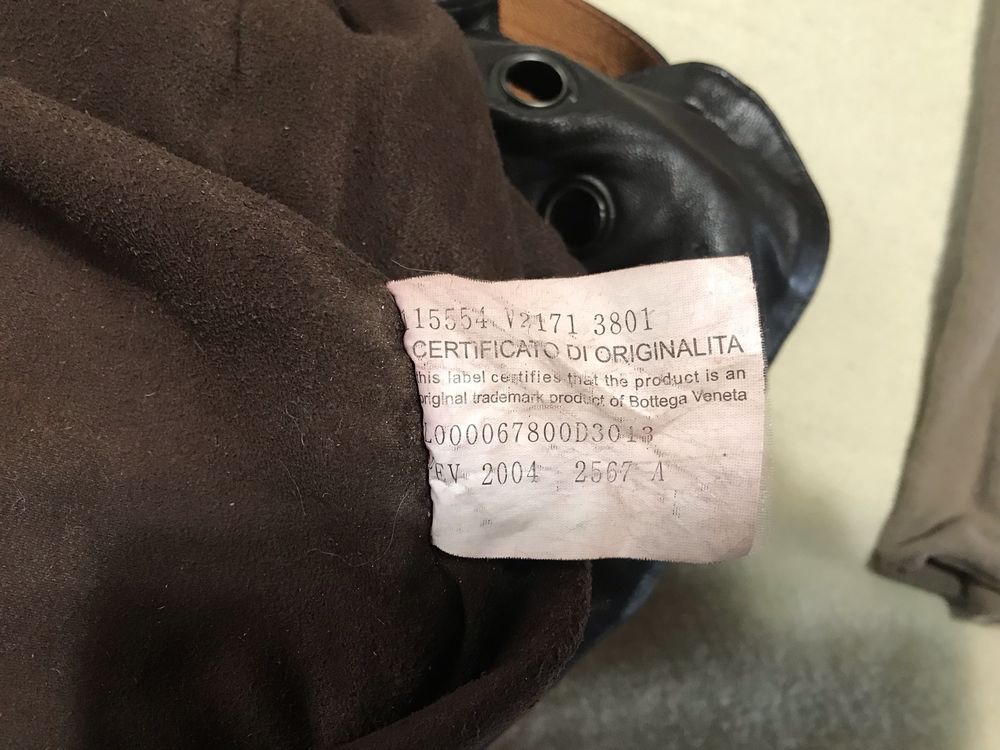 115554 V2171 3801
CERTIFICATO DI ORIGINALITA
his label certifies that the product is an
original trademark product of Bottega Veneta
L000067800D3013
EV 2004 2567 A